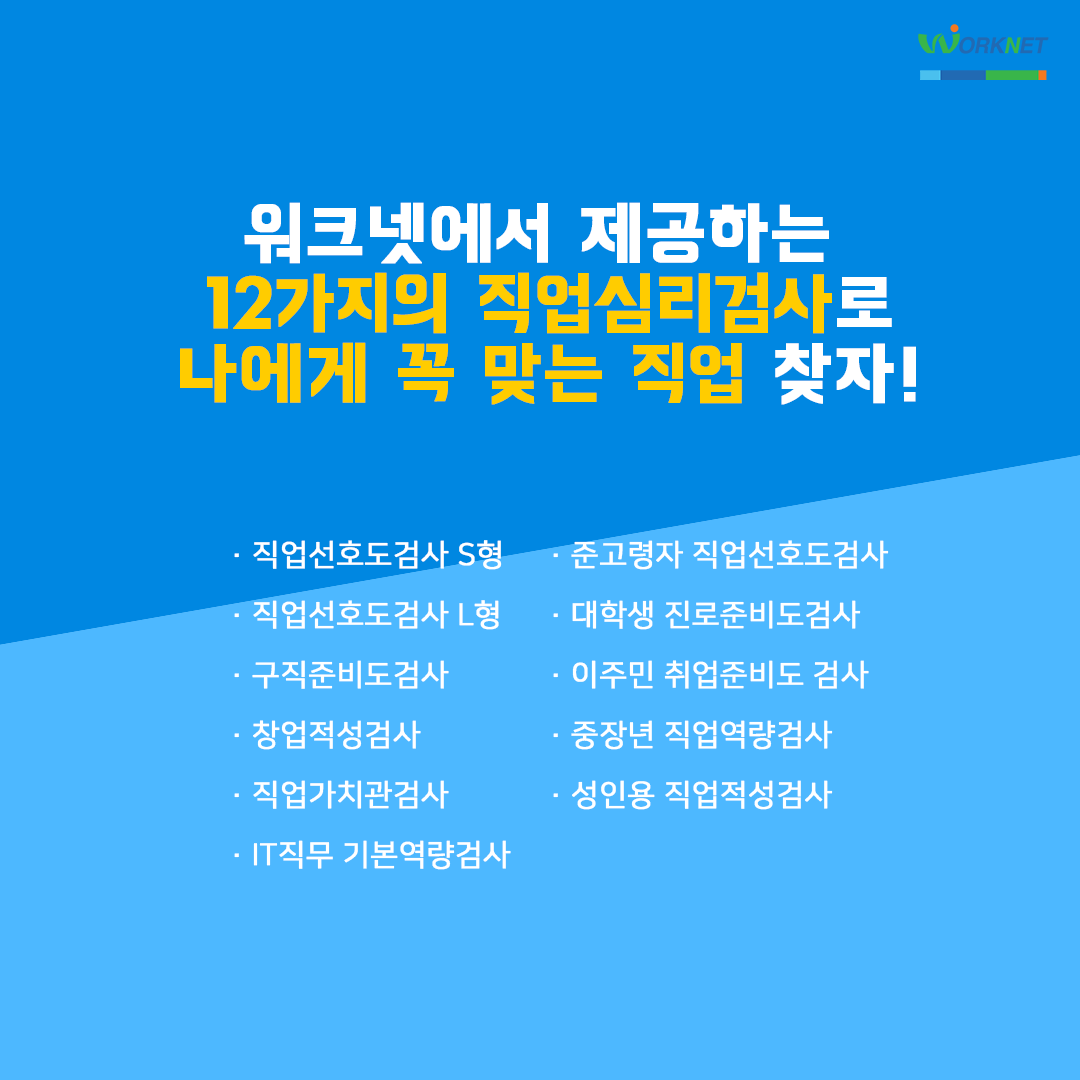 WORKNET
워크넷에서 제공하는
12가지의 직업심리검사로
나에게 꼭 맞는 직업 찾자!
· 직업선호도검사 S형
· 직업선호도검사 L형
· 구직준비도검사
· 창업적성검사
· 직업가치관검사
· IT직무 기본역량검사
· 준고령자 직업선호도검사
· 대학생 진로준비도검사
· 이주민 취업준비도 검사
· 중장년 직업역량검사
· 성인용 직업적성검사